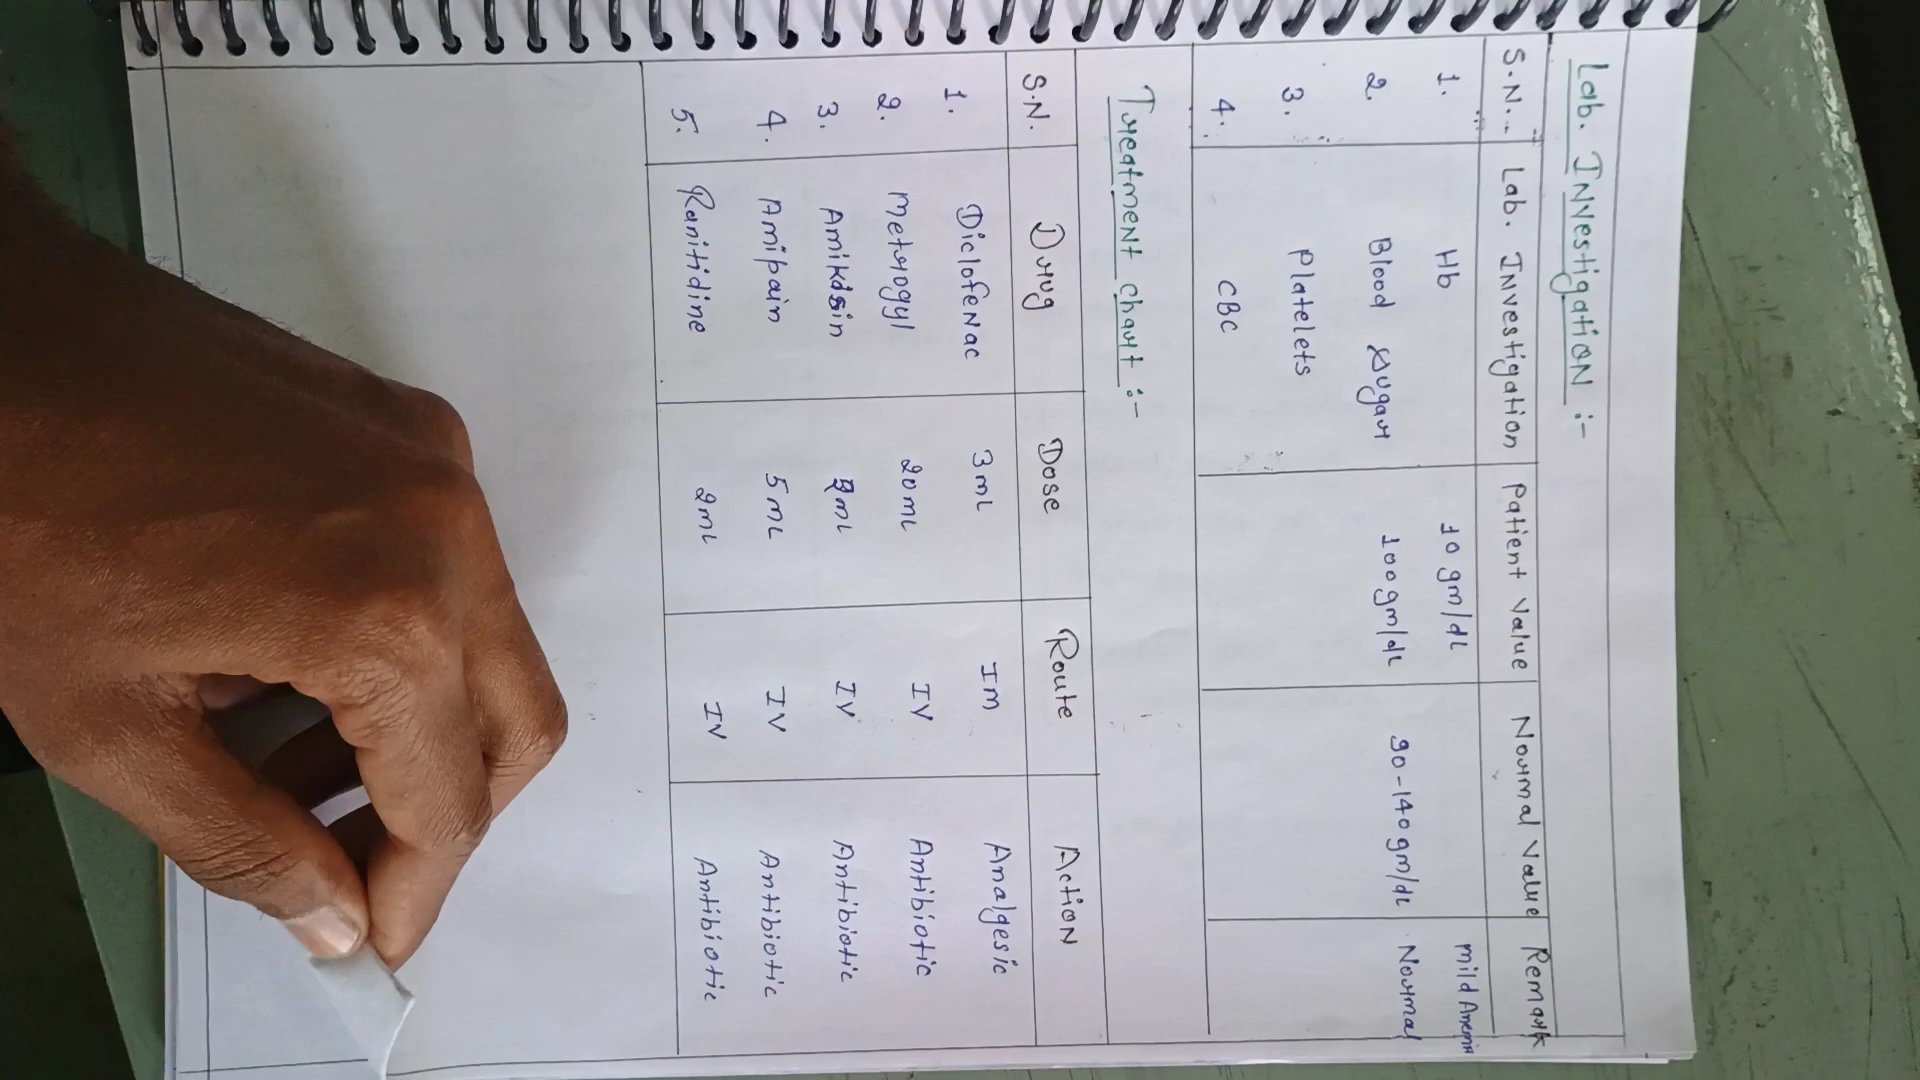 Lab. Investigation :-
S.N. Lab. Investigation Patient Value Normal Value Remark
1. Hb 10 gm/dL mild Anemia
2. Blood Sugar 100 gm/dL 90-140 gm/dL Normal
3. Platelets
4. CBC
Treatment chart :-
S.N. Drug Dose Route Action
1. Diclofenac 3mL IM Analgesic
2. Metrogyl 20mL IV Antibiotic
3. Amikasin 2mL IV Antibiotic
4. Amipain 5mL IV Antibiotic
5. Ranitidine 2mL IV Antibiotic